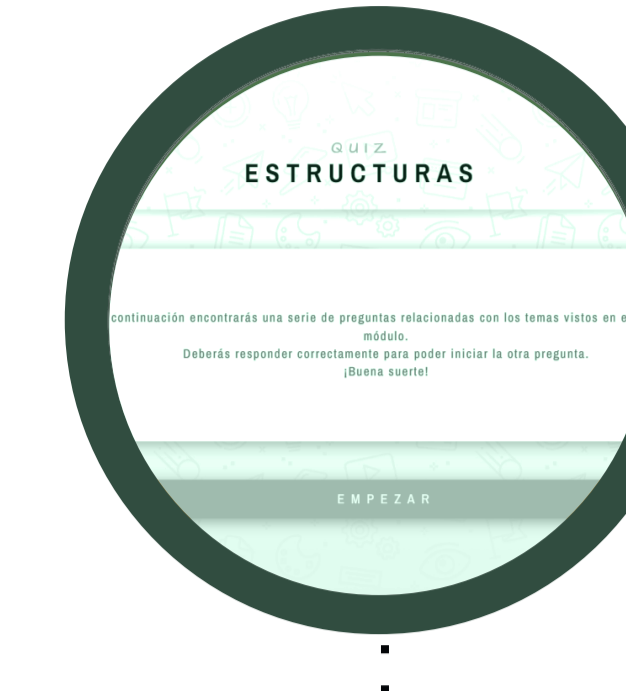 QUIZ
ESTRUCTURAS
continuación encontrarás una serie de preguntas relacionadas con los temas vistos en e
módulo.
Deberás responder correctamente para poder iniciar la otra pregunta.
¡Buena suerte!
EMPEZAR